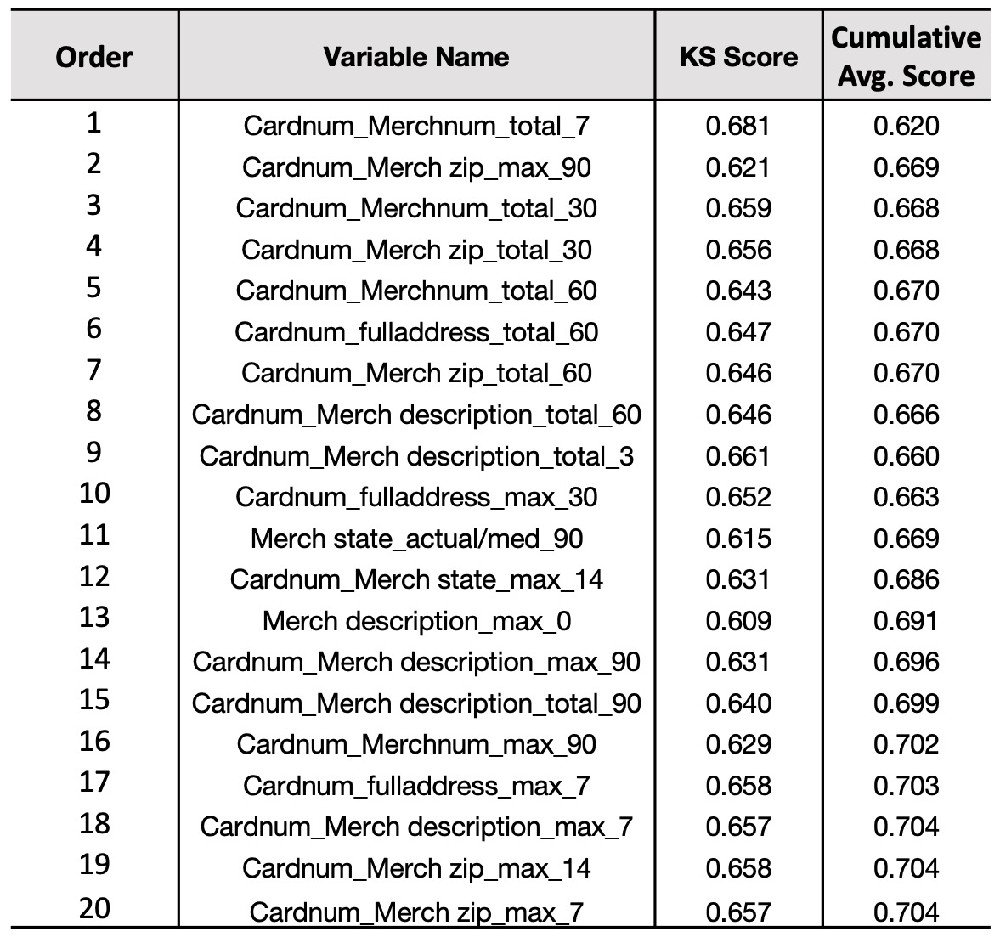 Order Variable Name KS Score Cumulative Avg. Score
1 Cardnum_Merchnum_total_7 0.681 0.620
2 Cardnum_Merch zip_max_90 0.621 0.669
3 Cardnum_Merchnum_total_30 0.659 0.668
4 Cardnum_Merch zip_total_30 0.656 0.668
5 Cardnum_Merchnum_total_60 0.643 0.670
6 Cardnum_fulladdress_total_60 0.647 0.670
7 Cardnum_Merch zip_total_60 0.646 0.670
8 Cardnum_Merch description_total_60 0.646 0.666
9 Cardnum_Merch description_total_3 0.661 0.660
10 Cardnum_fulladdress_max_30 0.652 0.663
11 Merch state_actual/med_90 0.615 0.669
12 Cardnum_Merch state_max_14 0.631 0.686
13 Merch description_max_0 0.609 0.691
14 Cardnum_Merch description_max_90 0.631 0.696
15 Cardnum_Merch description_total_90 0.640 0.699
16 Cardnum_Merchnum_max_90 0.629 0.702
17 Cardnum_fulladdress_max_7 0.658 0.703
18 Cardnum_Merch description_max_7 0.657 0.704
19 Cardnum_Merch zip_max_14 0.658 0.704
20 Cardnum_Merch zip_max_7 0.657 0.704